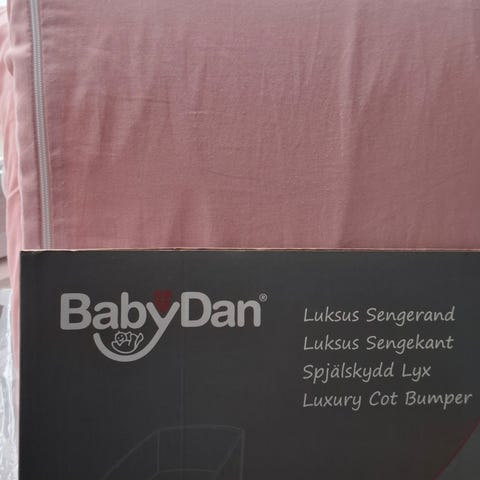 BabyDan®
Luksus Sengerand
Luksus Sengekant
Spjälskydd Lyx
Luxury Cot Bumper